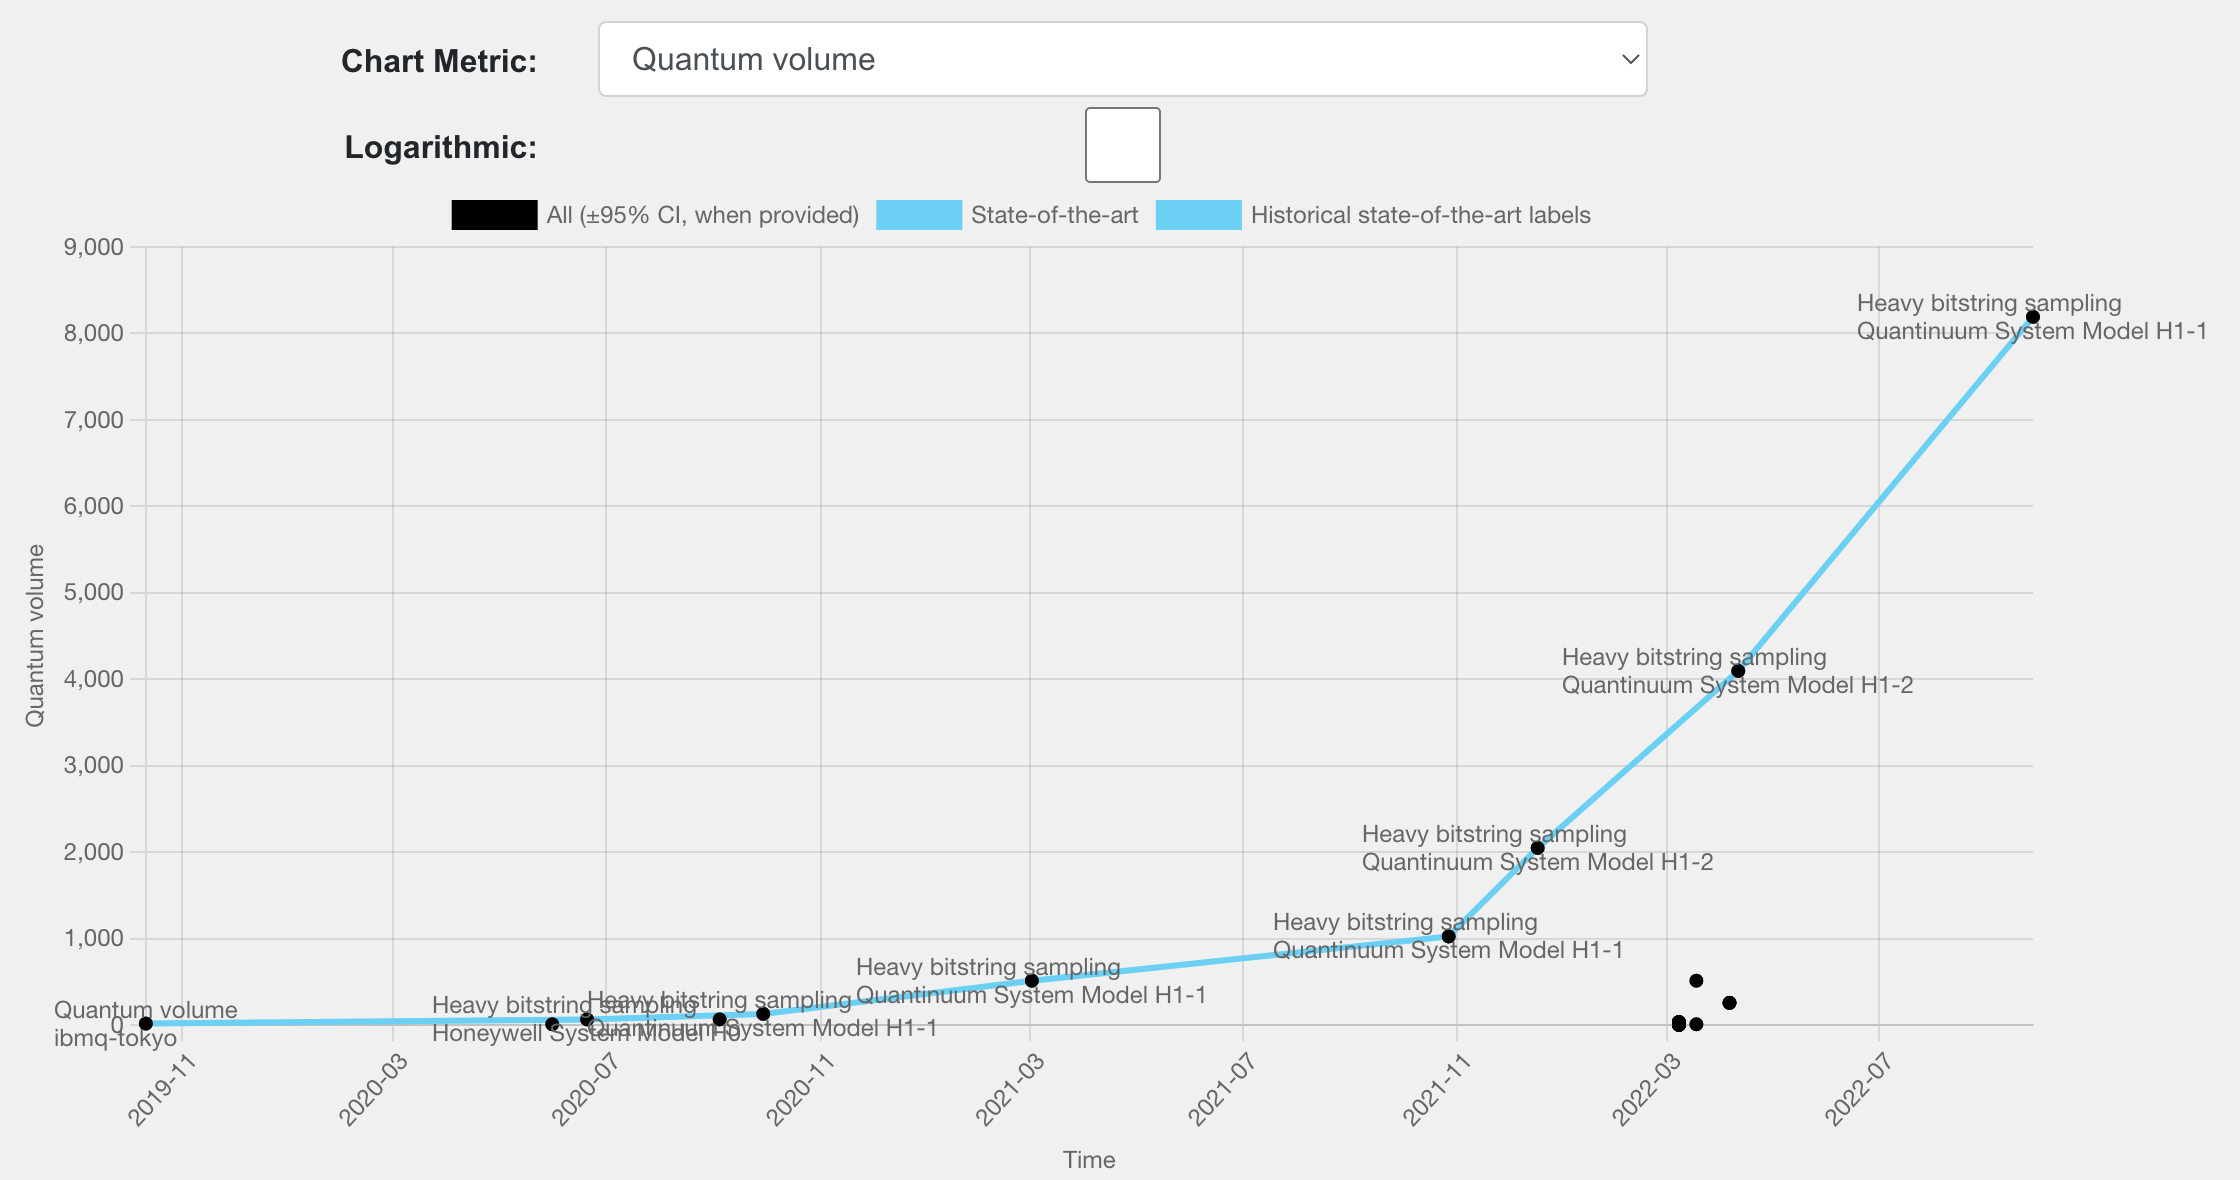 Chart Metric:
Quantum volume
Logarithmic:
All (±95% CI, when provided)
State-of-the-art
Historical state-of-the-art labels
9,000
8,000
7,000
6,000
5,000
4,000
3,000
2,000
1,000
0
Quantum volume
Heavy bitstring sampling
Quantinuum System Model H1-1
Heavy bitstring sampling
Quantinuum System Model H1-2
Heavy bitstring sampling
Quantinuum System Model H1-2
Heavy bitstring sampling
Quantinuum System Model H1-1
Heavy bitstring sampling
Quantinuum System Model H1-1
Heavy bitstring sampling
Quantinuum System Model H1-1
Heavy bitstring sampling
Honeywell System Model
Quantum volume
ibmq-tokyo
2019-11
2020-03
2020-07
2020-11
2021-03
2021-07
2021-11
2022-03
2022-07
Time